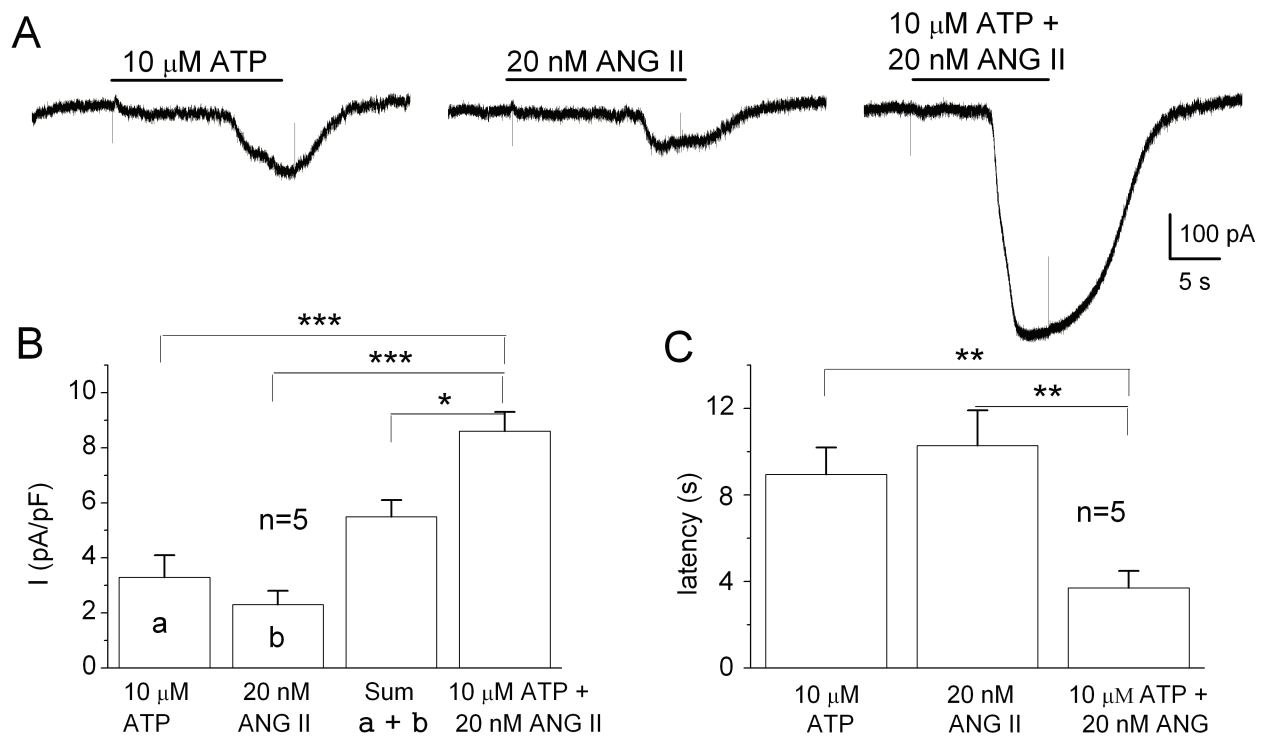 A
10 μM ATP
20 nM ANG II
10 μM ATP +
20 nM ANG II
100 pA
5 s
B
***
***
*
10
8
6
4
2
0
I (pA/pF)
n=5
a
b
10 μM
ATP
20 nM
ANG II
Sum
a + b
10 μM ATP +
20 nM ANG II
C
**
**
12
8
4
0
latency (s)
n=5
10 μM
ATP
20 nM
ANG II
10 μM ATP +
20 nM ANG